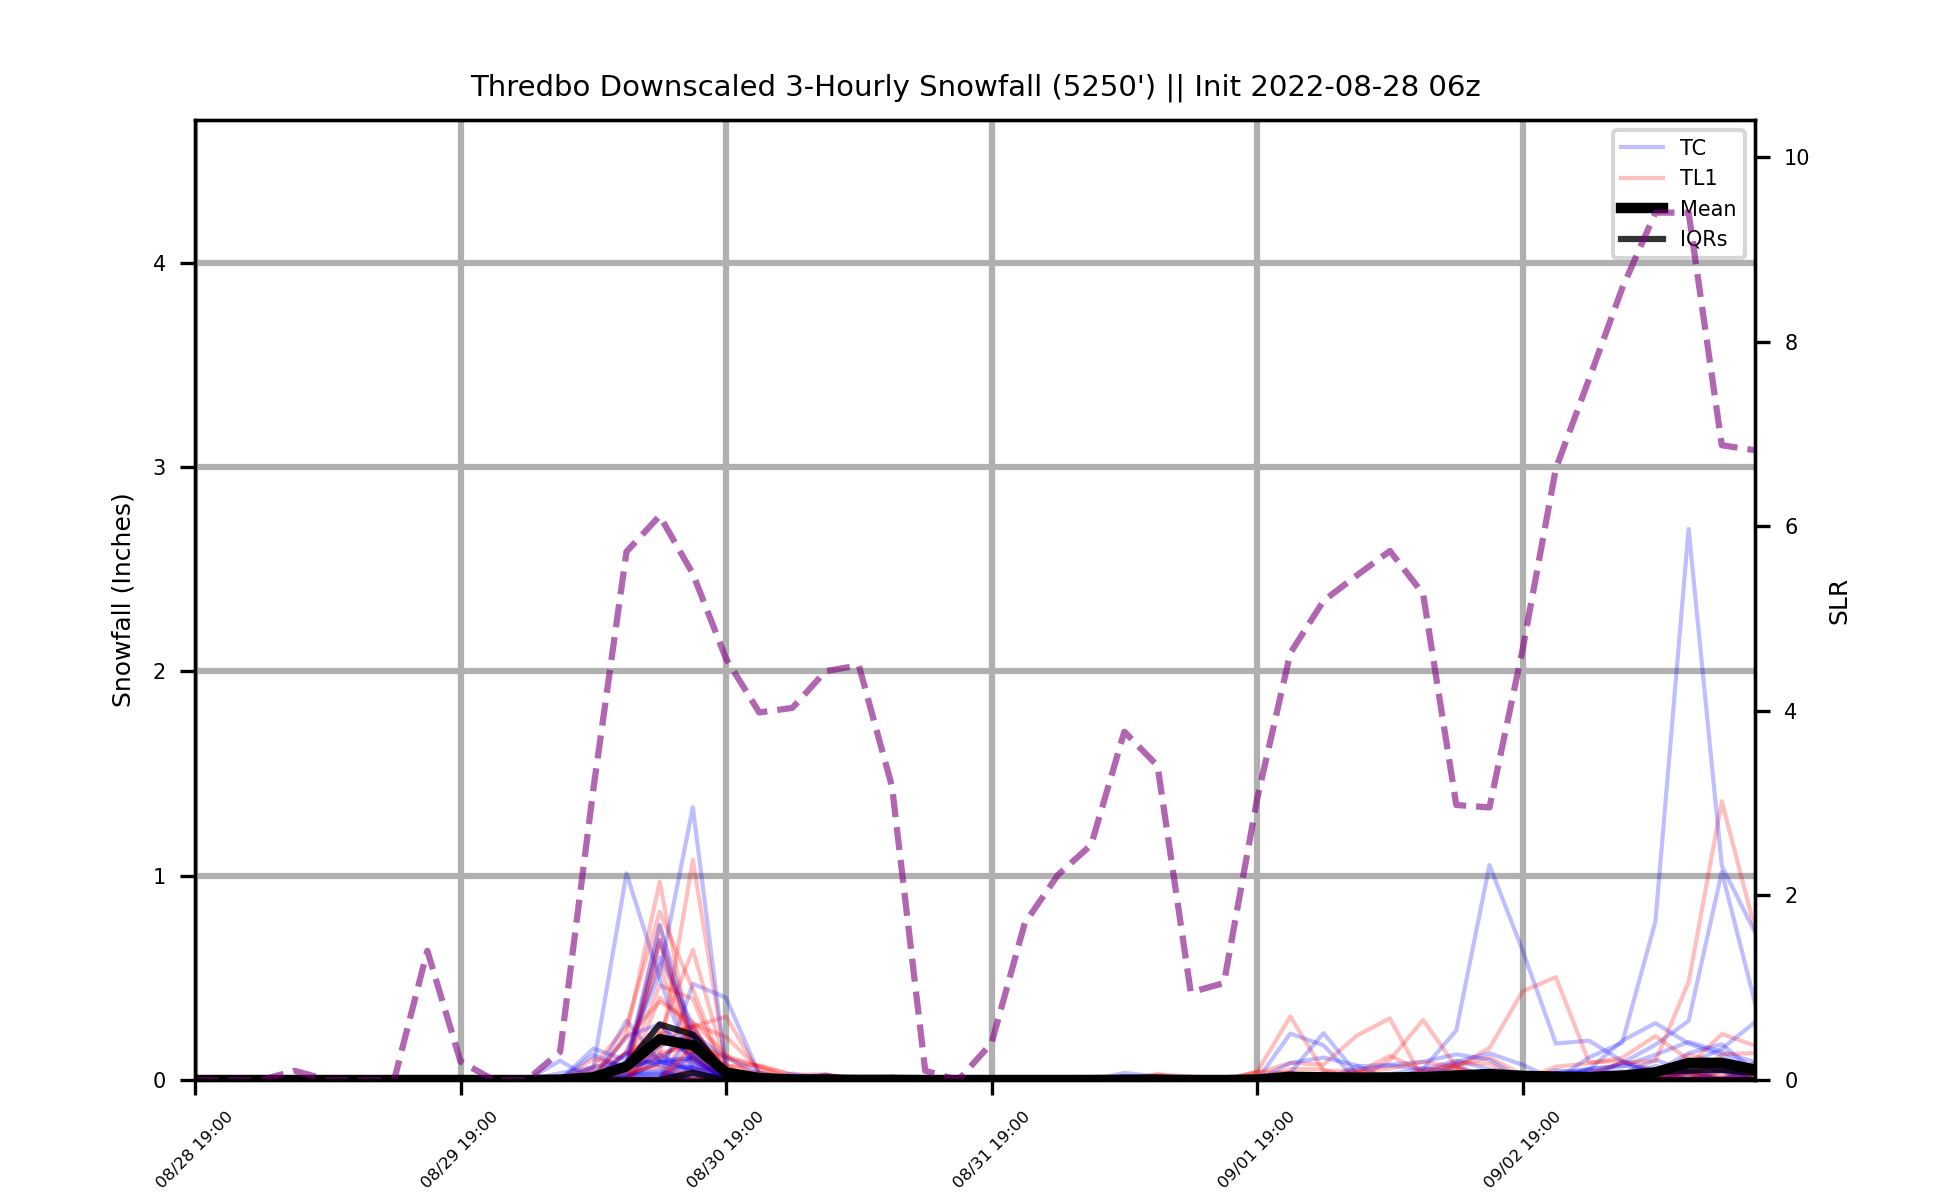 Thredbo Downscaled 3-Hourly Snowfall (5250') || Init 2022-08-28 06z
TC
TL1
Mean
IQRs
Snowfall (Inches)
4
3
2
1
0
SLR
10
8
6
4
2
0
08/28 19:00
08/29 19:00
08/30 19:00
08/31 19:00
09/01 19:00
09/02 19:00